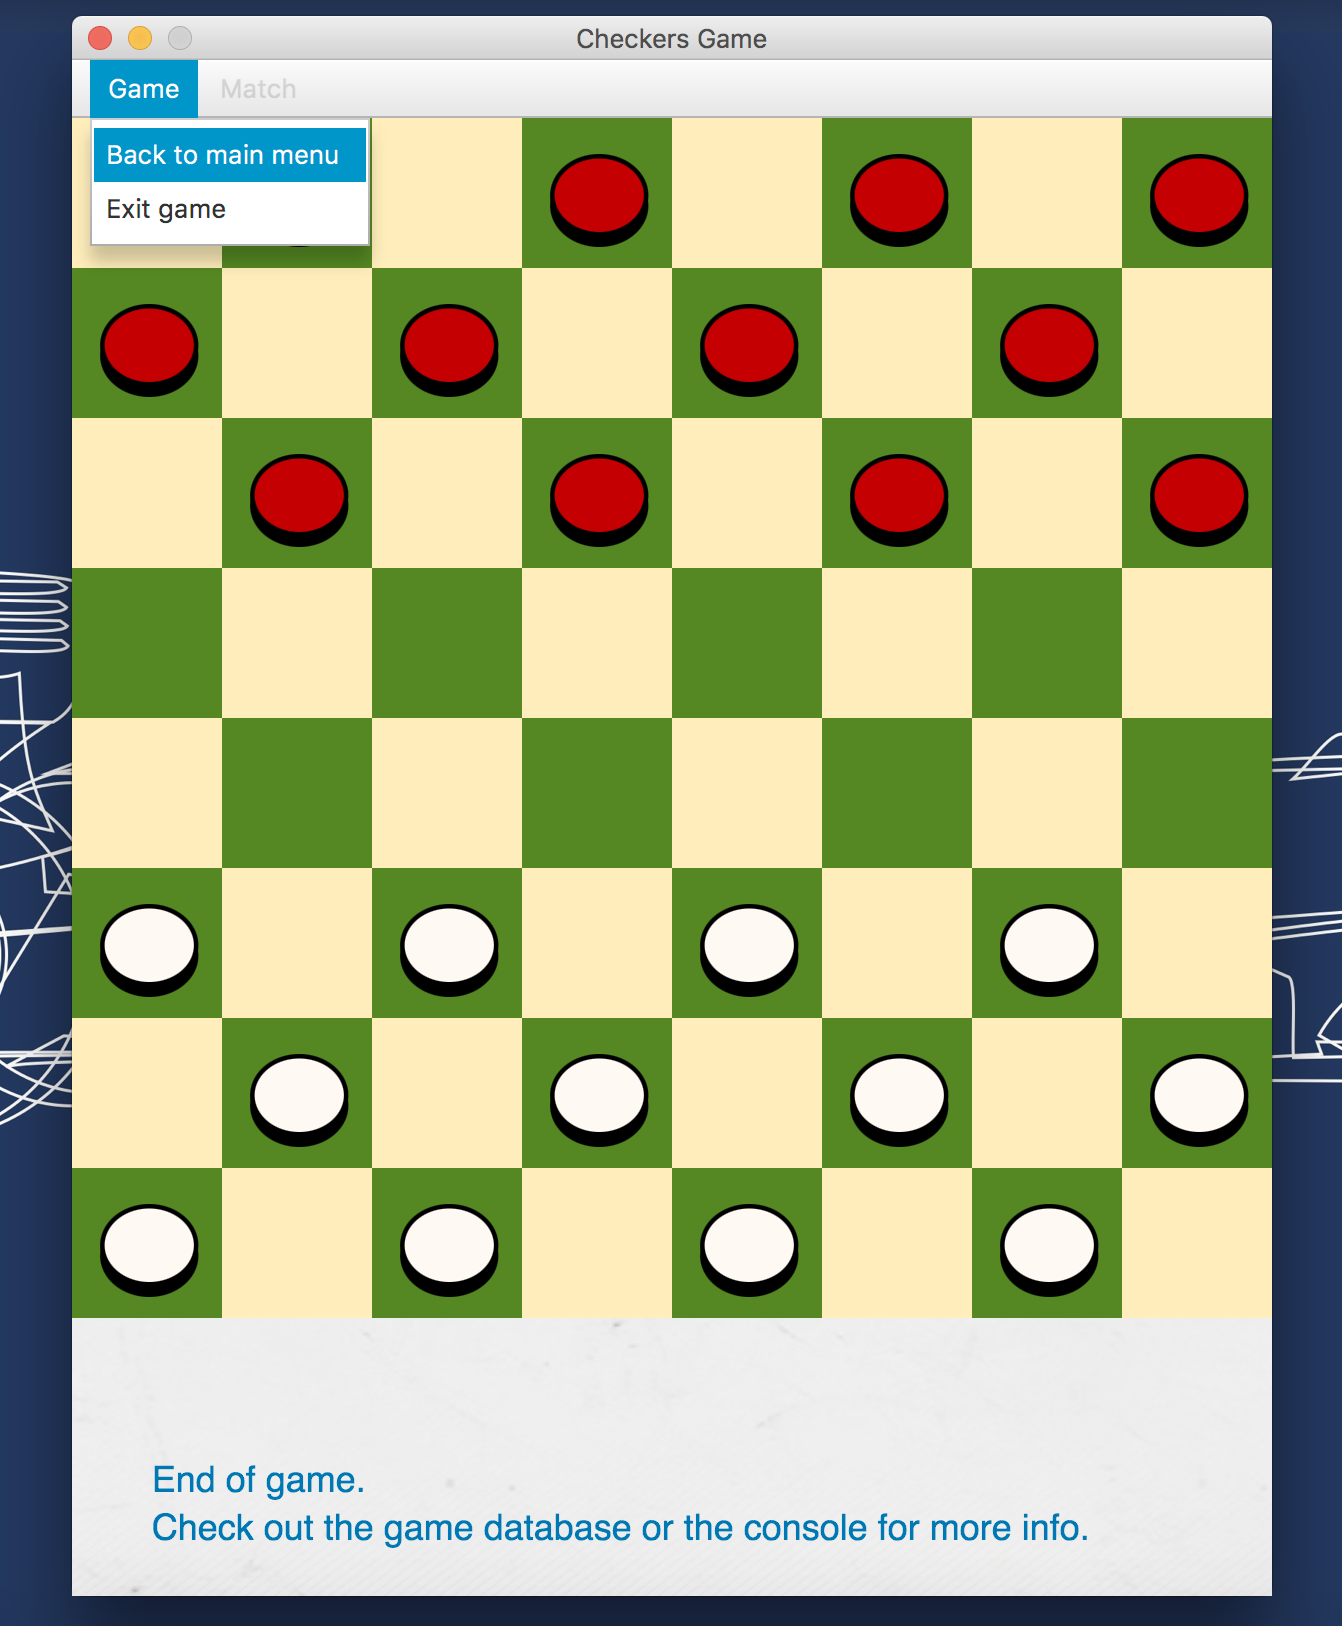 Checkers Game
Game Match
Back to main menu
Exit game
End of game.
Check out the game database or the console for more info.